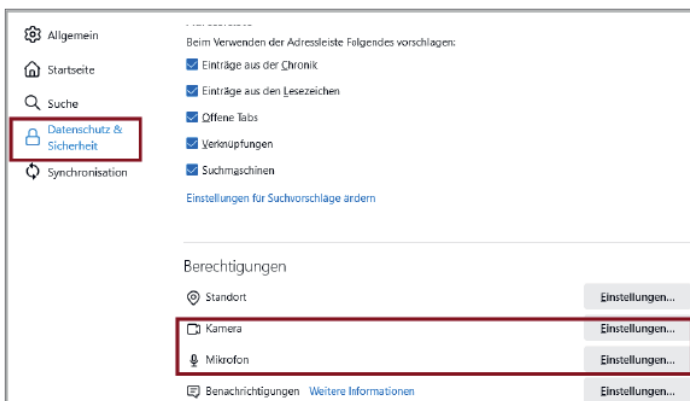 Allgemein
Startseite
Suche
Datenschutz &
Sicherheit
Synchronisation
Beim Verwenden der Adressleiste Folgendes vorschlagen:
Einträge aus der Chronik
Einträge aus den Lesezeichen
Offene Tabs
Verknüpfungen
Suchmaschinen
Einstellungen für Suchvorschläge ändern
Berechtigungen
Standort Einstellungen...
Kamera Einstellungen...
Mikrofon Einstellungen...
Benachrichtigungen Weitere Informationen Einstellungen...